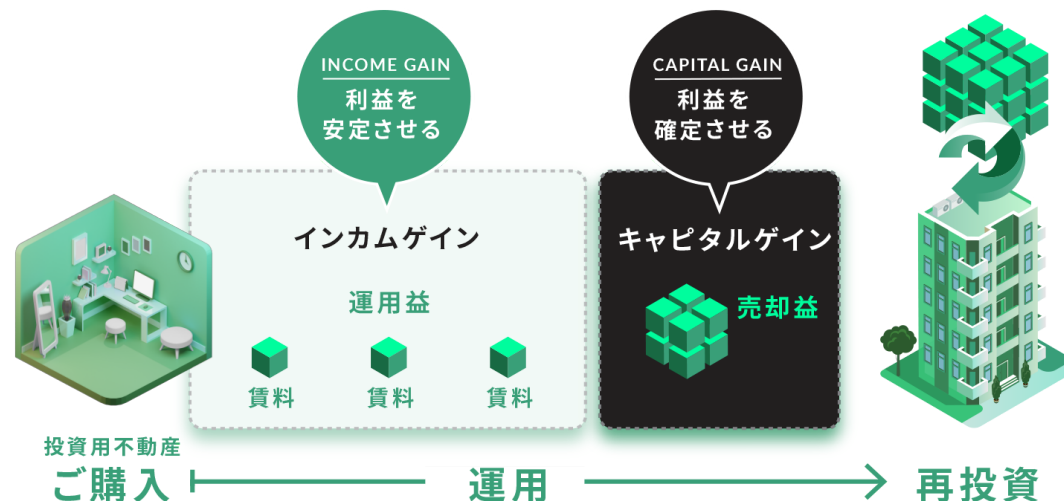 INCOME GAIN
利益を
安定させる
CAPITAL GAIN
利益を
確定させる
インカムゲイン
運用益
賃料
賃料
賃料
キャピタルゲイン
売却益
投資用不動産
ご購入
運用
再投資